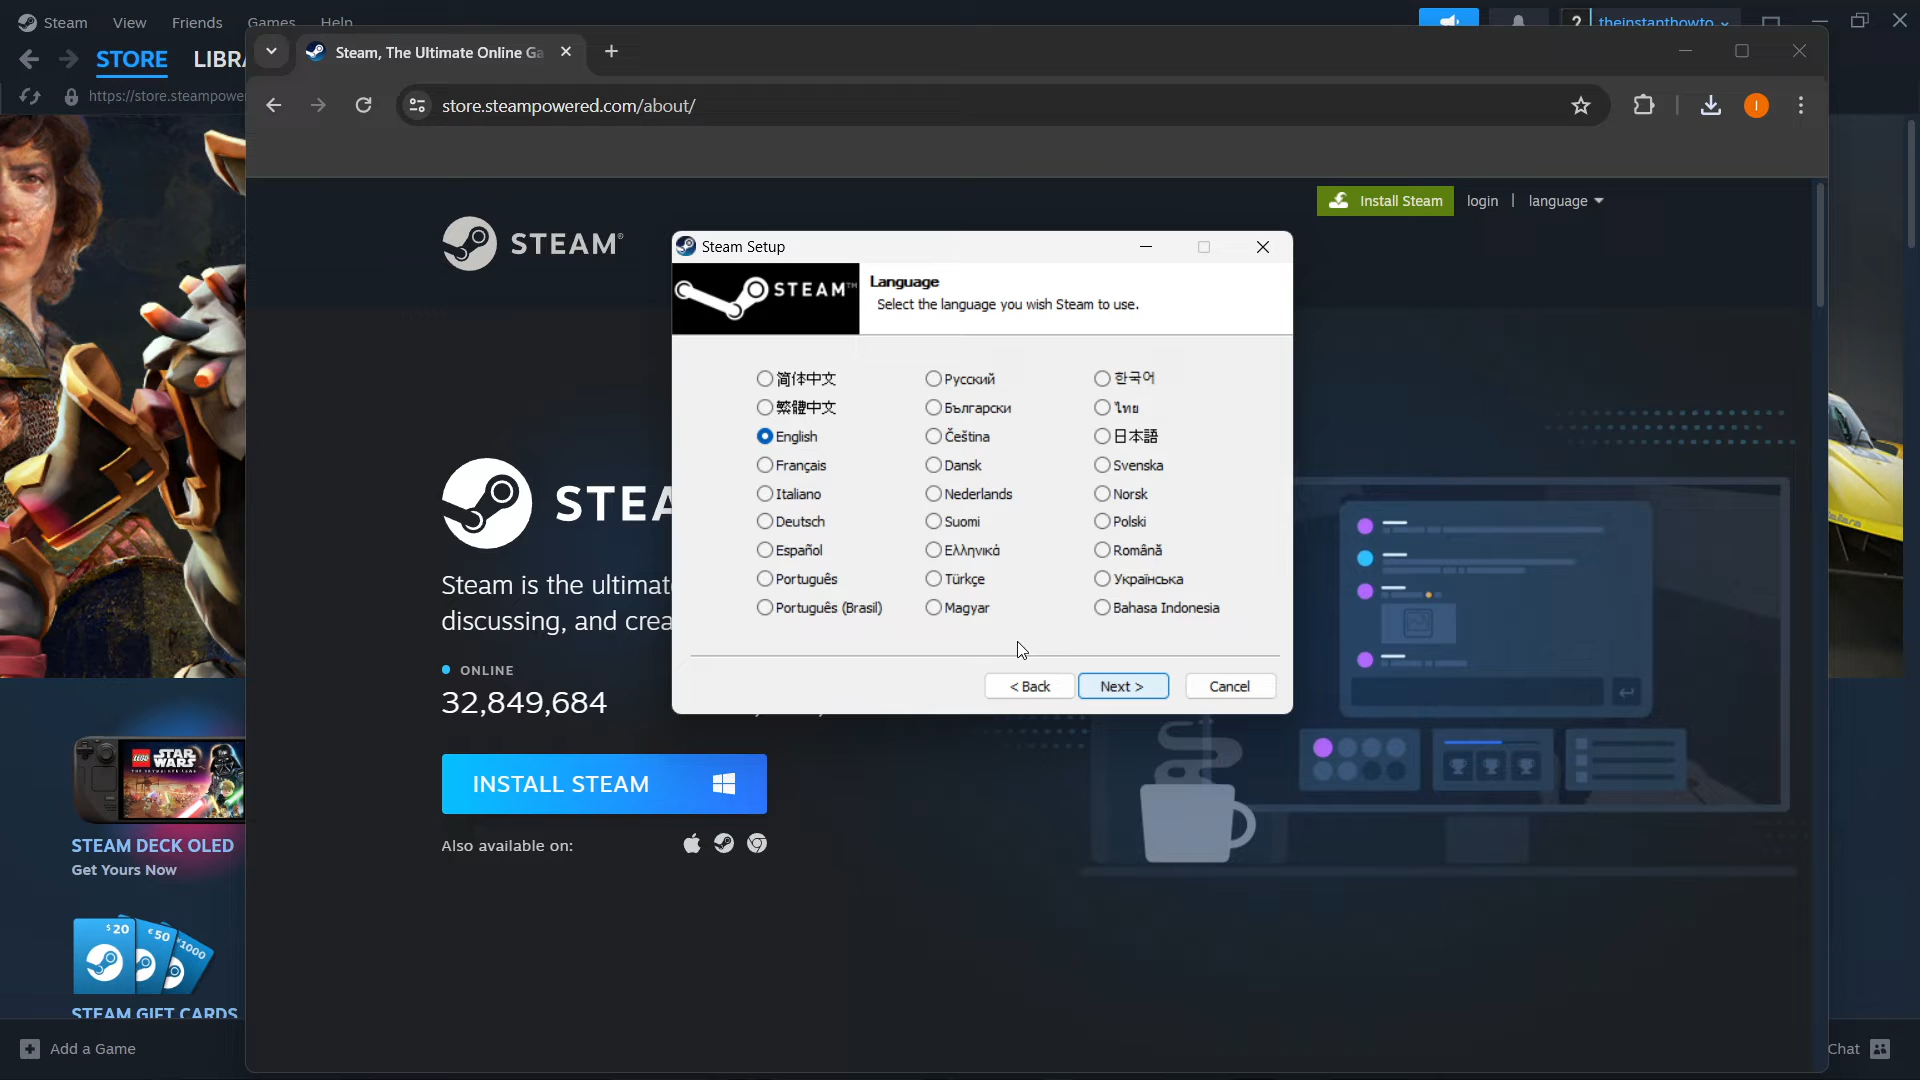 Steam View Friends Games Help
theinstanthowto
STORE
https://store.steampowe
Steam, The Ultimate Online Ga
store.steampowered.com/about/
I
Install Steam
login | language
STEAM®
Steam Setup
STEAM™
Language
Select the language you wish Steam to use.
简体中文
Русский
한국어
繁體中文
Български
ไทย
English
Čeština
日本語
Français
Dansk
Svenska
Italiano
Nederlands
Norsk
Deutsch
Suomi
Polski
Español
Ελληνικά
Română
Português
Türkçe
Українська
Português (Brasil)
Magyar
Bahasa Indonesia
< Back
Next >
Cancel
Steam is the ultimat
discussing, and crea
ONLINE
32,849,684
INSTALL STEAM
Also available on:
LEGO STAR WARS
STEAM DECK OLED
Get Yours Now
$20
€50
1000
STEAM GIFT CARDS
Add a Game
Chat